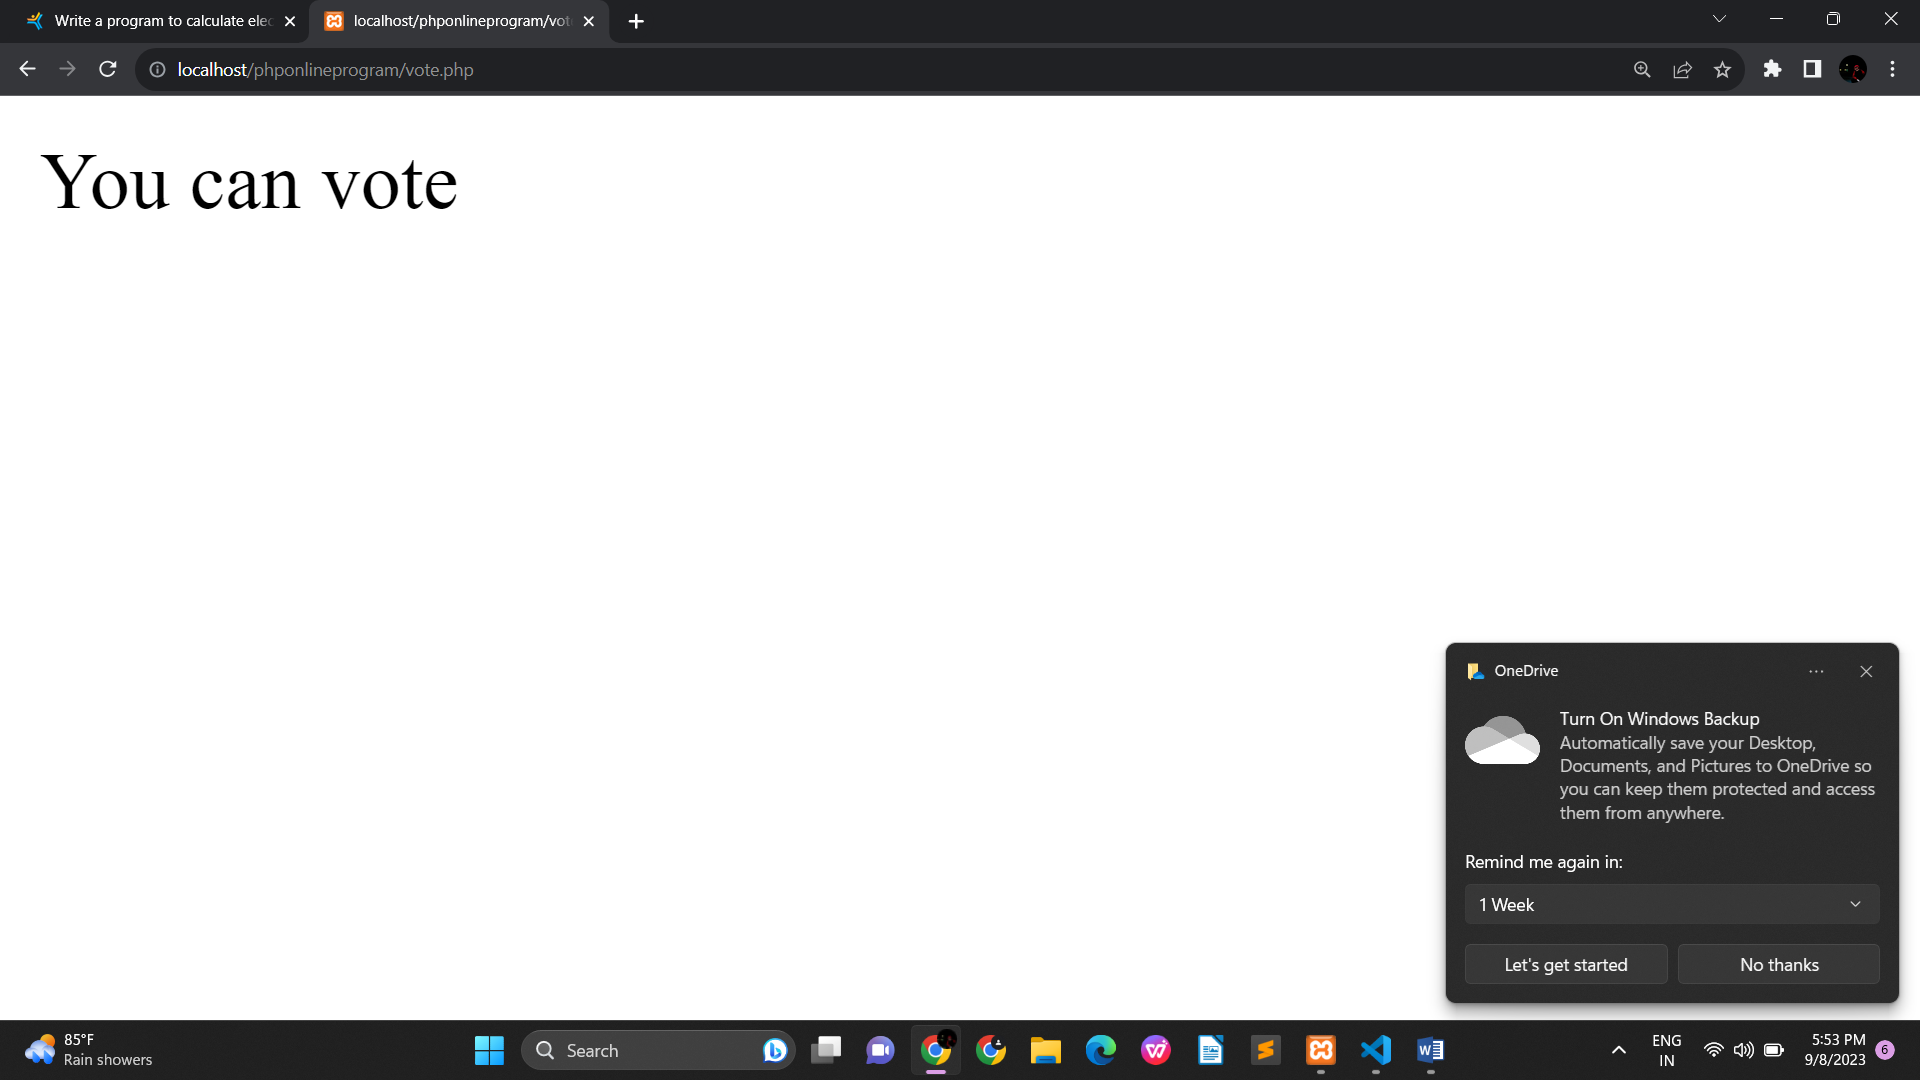 Write a program to calculate elec
localhost/phponlineprogram/vot
localhost/phponlineprogram/vote.php
You can vote
OneDrive
Turn On Windows Backup
Automatically save your Desktop,
Documents, and Pictures to OneDrive so
you can keep them protected and access
them from anywhere.
Remind me again in:
1 Week
Let's get started
No thanks
85°F
Rain showers
Search
ENG
IN
5:53 PM
9/8/2023
6